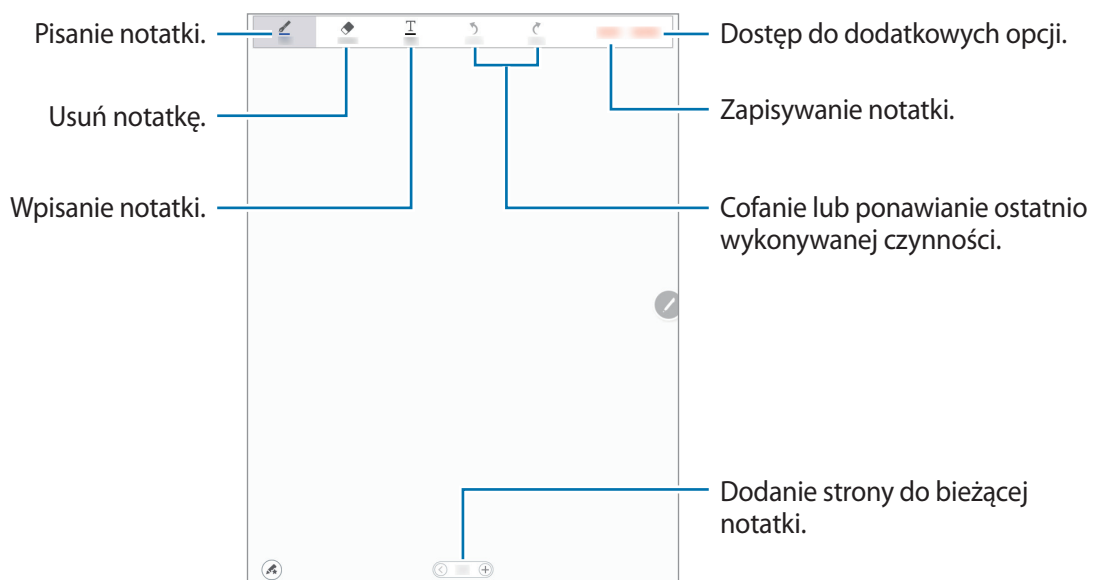 Pisanie notatki.
Usuń notatkę.
Wpisanie notatki.
Dostęp do dodatkowych opcji.
Zapisywanie notatki.
Cofanie lub ponawianie ostatnio
wykonywanej czynności.
Dodanie strony do bieżącej
notatki.